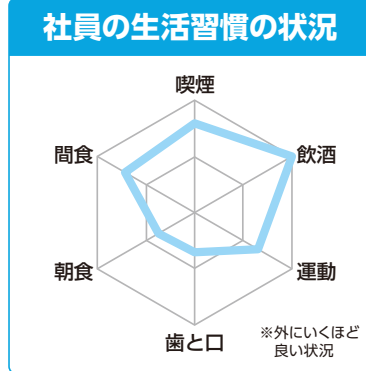 社員の生活習慣の状況
喫煙
間食
飲酒
朝食
運動
歯と口
※外にいくほど
良い状況